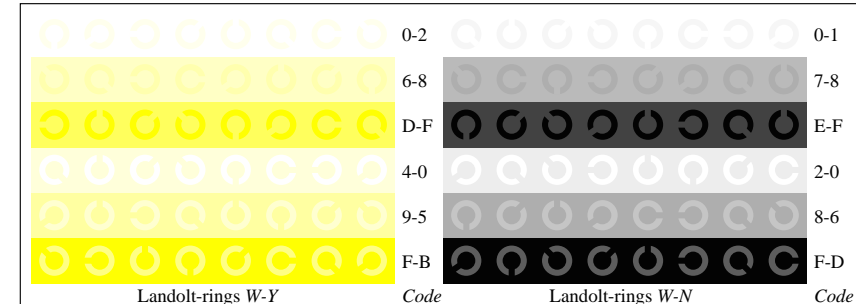 0-2 0-1
6-8 7-8
D-F E-F
4-0 2-0
9-5 8-6
F-B F-D
Landolt-rings W-Y Code Landolt-rings W-N Code